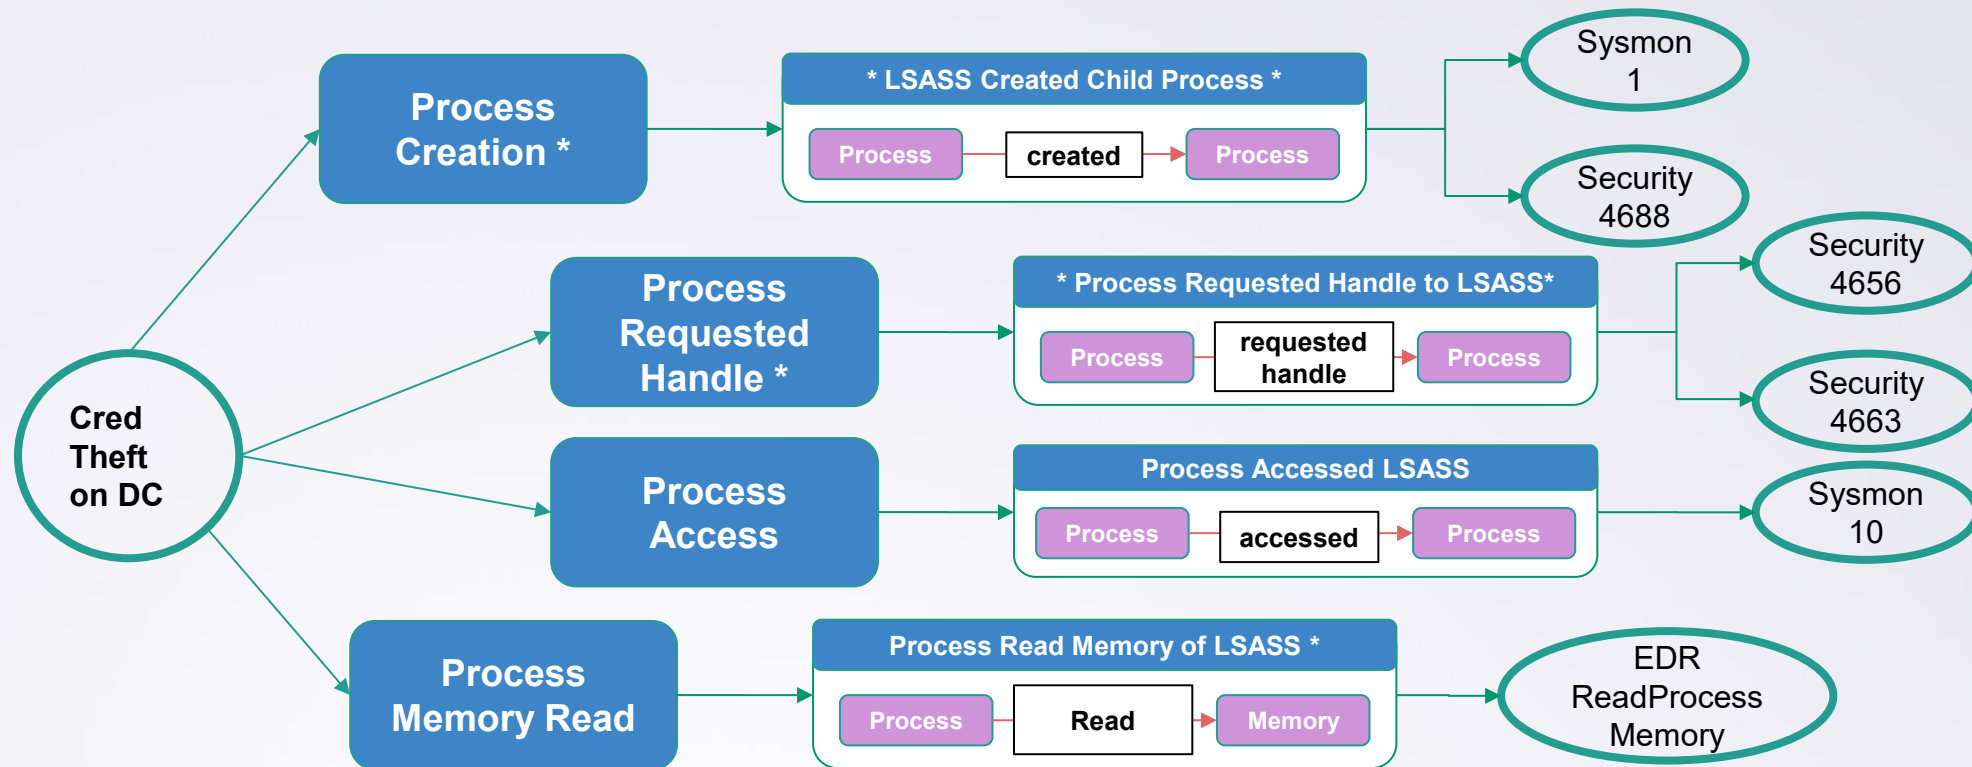 Process
Creation *
* LSASS Created Child Process *
Process
created
Process
Sysmon
1
Security
4688
Cred
Theft
on DC
Process
Requested
Handle *
* Process Requested Handle to LSASS*
Process
requested
handle
Process
Security
4656
Security
4663
Process
Access
Process Accessed LSASS
Process
accessed
Process
Sysmon
10
Process
Memory Read
Process Read Memory of LSASS *
Process
Read
Memory
EDR
ReadProcess
Memory